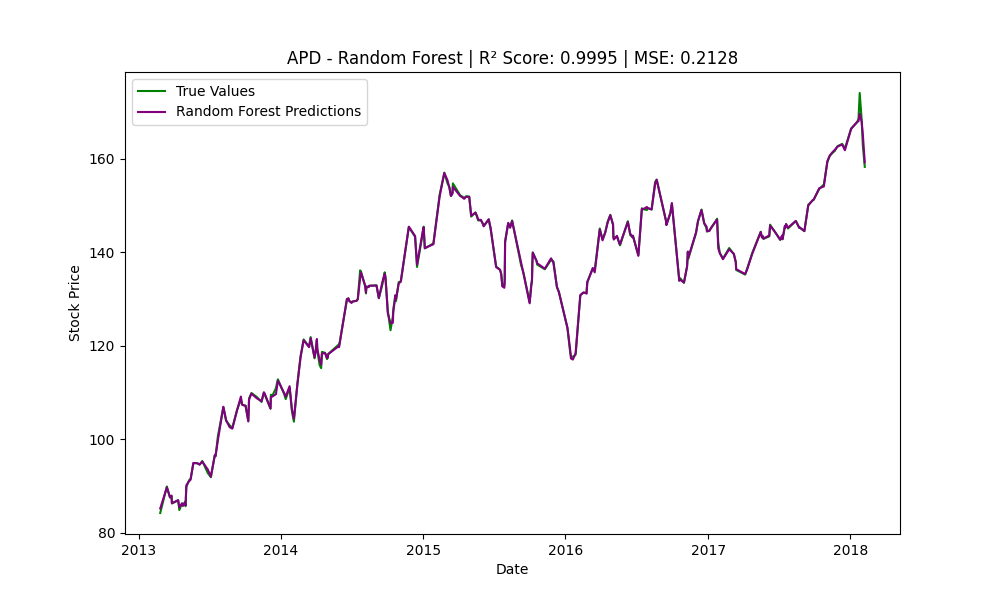 APD - Random Forest | R² Score: 0.9995 | MSE: 0.2128
True Values
Random Forest Predictions
Stock Price
160
140
120
100
80
2013 2014 2015 2016 2017 2018
Date